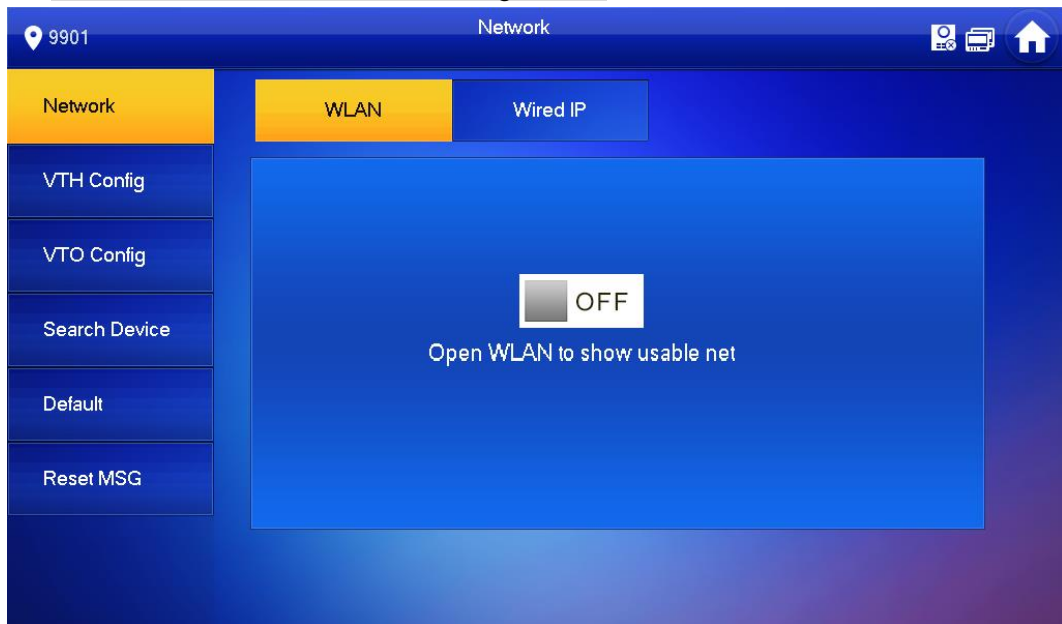 9901
Network
Network
WLAN
Wired IP
VTH Config
VTO Config
Search Device
Default
Reset MSG
OFF
Open WLAN to show usable net